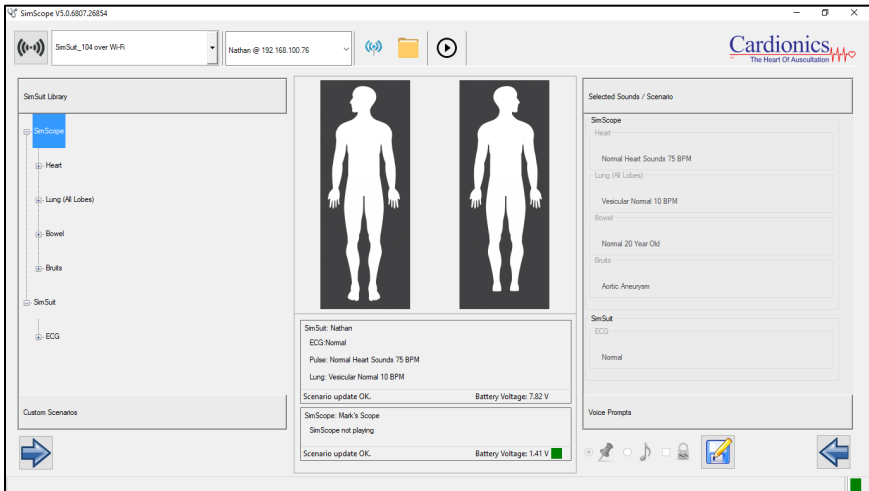 SimScope V5.0.6807.26854
SimSuit_104 over Wi-Fi
Nathan @ 192.168.100.76
Cardionics
The Heart Of Auscultation
SimSuit Library
SimScope
Heart
Lung (All Lobes)
Bowel
Bruits
SimSuit
ECG
Custom Scenarios
SimSuit: Nathan
ECG:Normal
Pulse: Normal Heart Sounds 75 BPM
Lung: Vesicular Normal 10 BPM
Scenario update OK. Battery Voltage: 7.82 V
SimScope: Mark's Scope
SimScope not playing
Scenario update OK. Battery Voltage: 1.41 V
Selected Sounds / Scenario
SimScope
Heart
Normal Heart Sounds 75 BPM
Lung (All Lobes)
Vesicular Normal 10 BPM
Bowel
Normal 20 Year Old
Bruits
Aortic Aneurysm
SimSuit
ECG
Normal
Voice Prompts